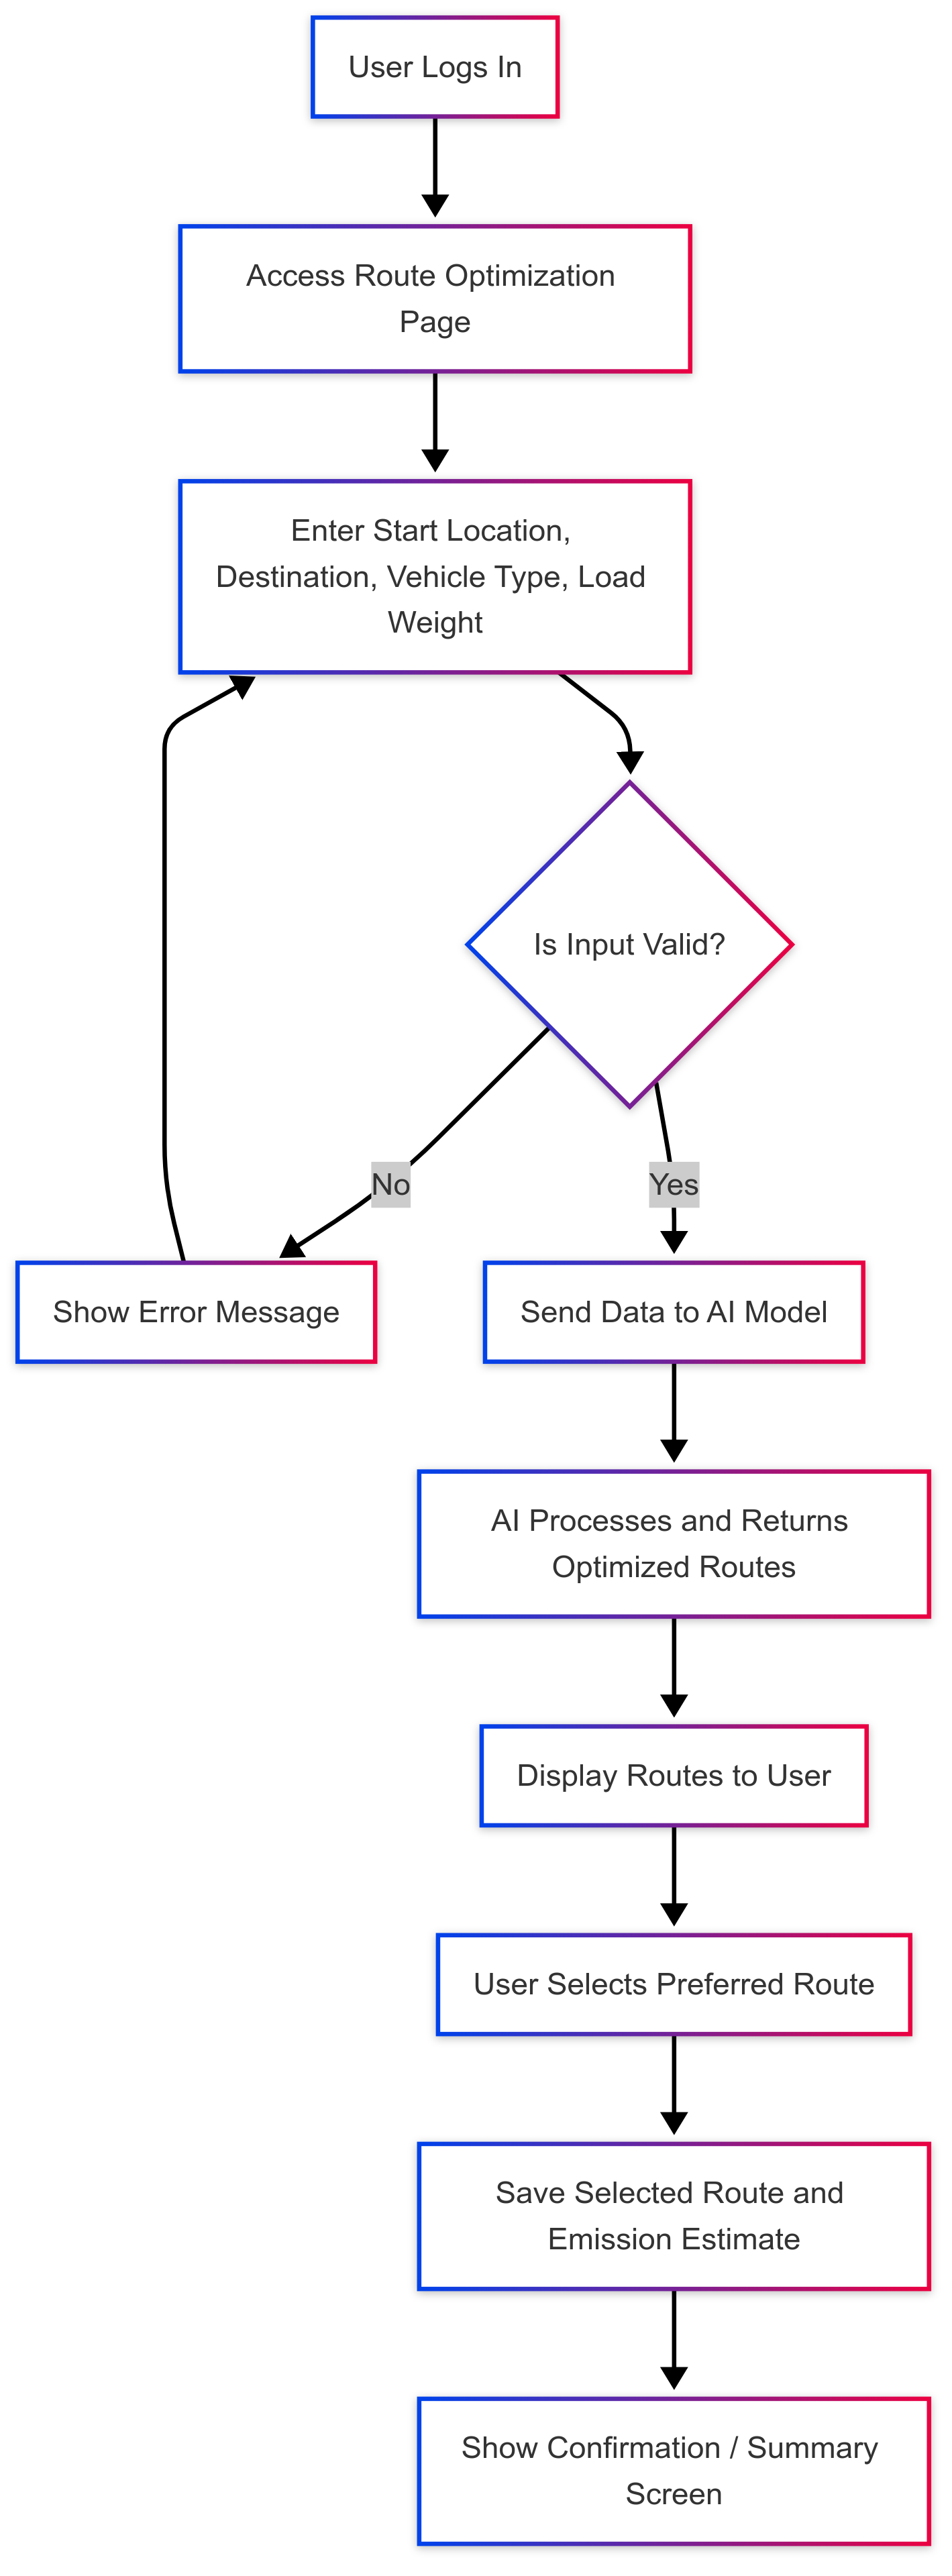 User Logs In
Access Route Optimization
Page
Enter Start Location,
Destination, Vehicle Type, Load
Weight
Is Input Valid?
No
Yes
Show Error Message
Send Data to AI Model
AI Processes and Returns
Optimized Routes
Display Routes to User
User Selects Preferred Route
Save Selected Route and
Emission Estimate
Show Confirmation / Summary
Screen